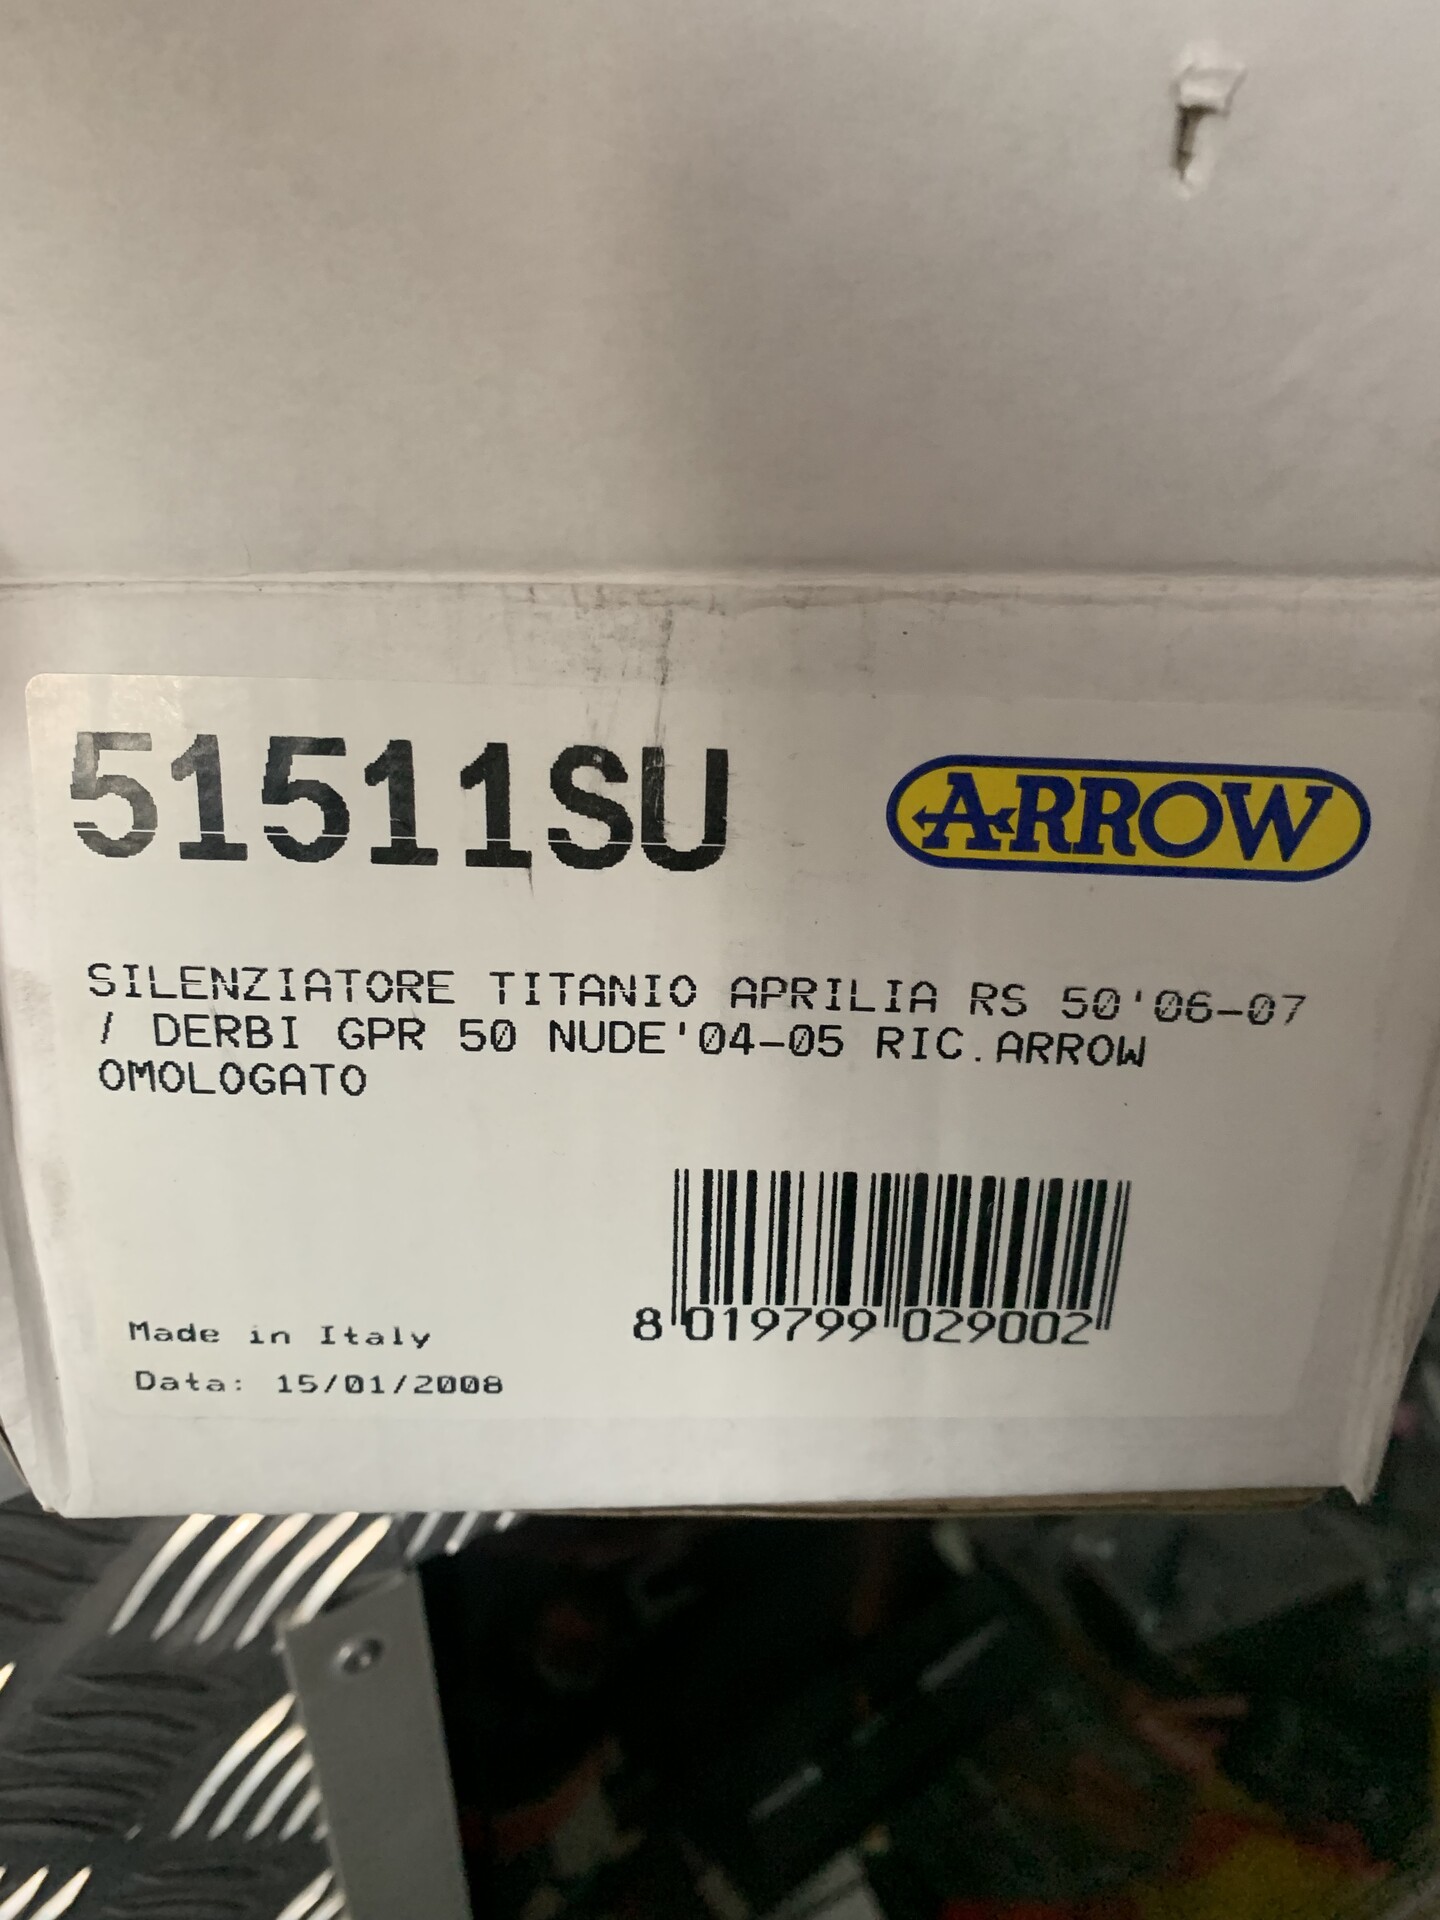 51511SU
ARROW
SILENZIATORE TITANIO APRILIA RS 50'06-07
/ DERBI GPR 50 NUDE'04-05 RIC.ARROW
OMOLOGATO
8 019799 029002
Made in Italy
Data: 15/01/2008